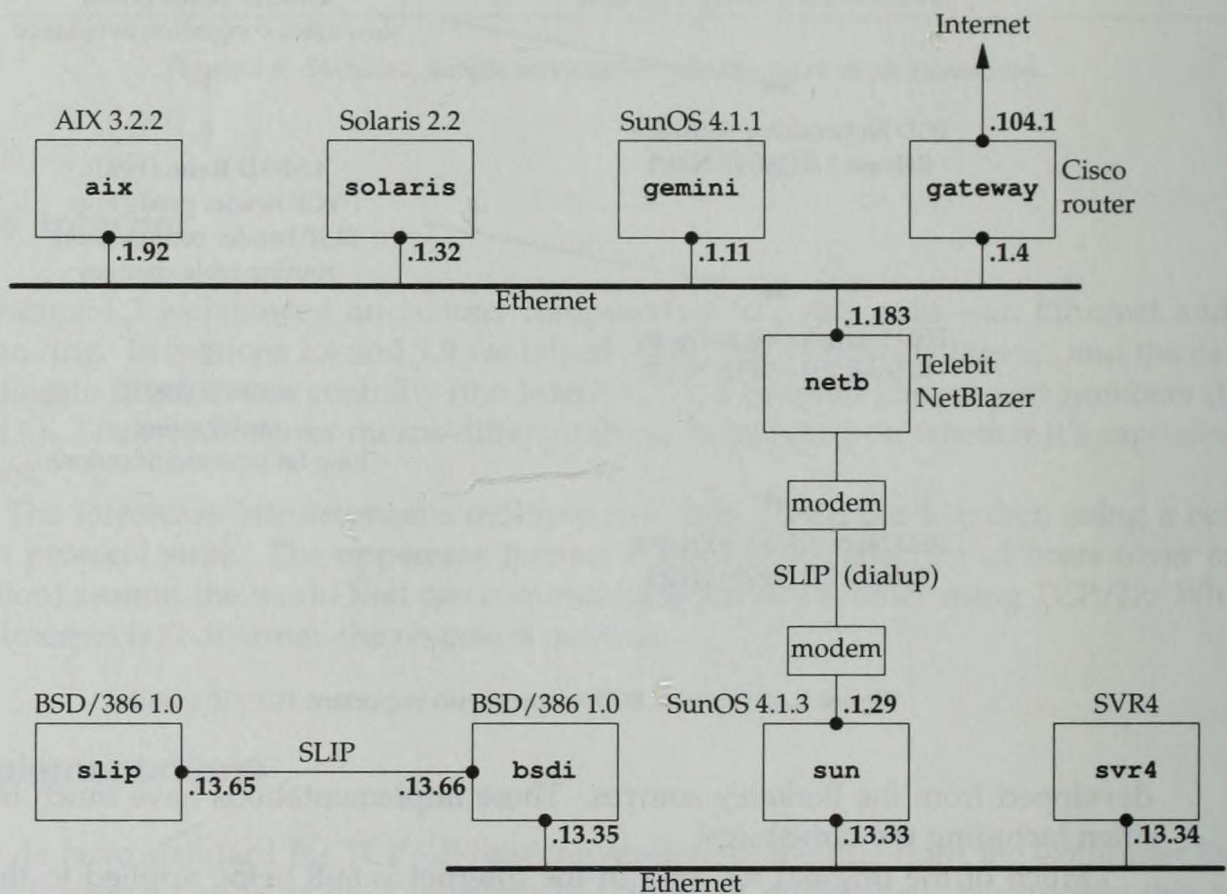 Internet
AIX 3.2.2
Solaris 2.2
SunOS 4.1.1
.104.1
aix
solaris
gemini
gateway
Cisco
router
.1.92
.1.32
.1.11
.1.4
Ethernet
.1.183
netb
Telebit
NetBlazer
modem
SLIP (dialup)
modem
BSD/386 1.0
BSD/386 1.0
SunOS 4.1.3
.1.29
SVR4
slip
SLIP
bsdi
sun
svr4
.13.65
.13.66
.13.35
.13.33
.13.34
Ethernet